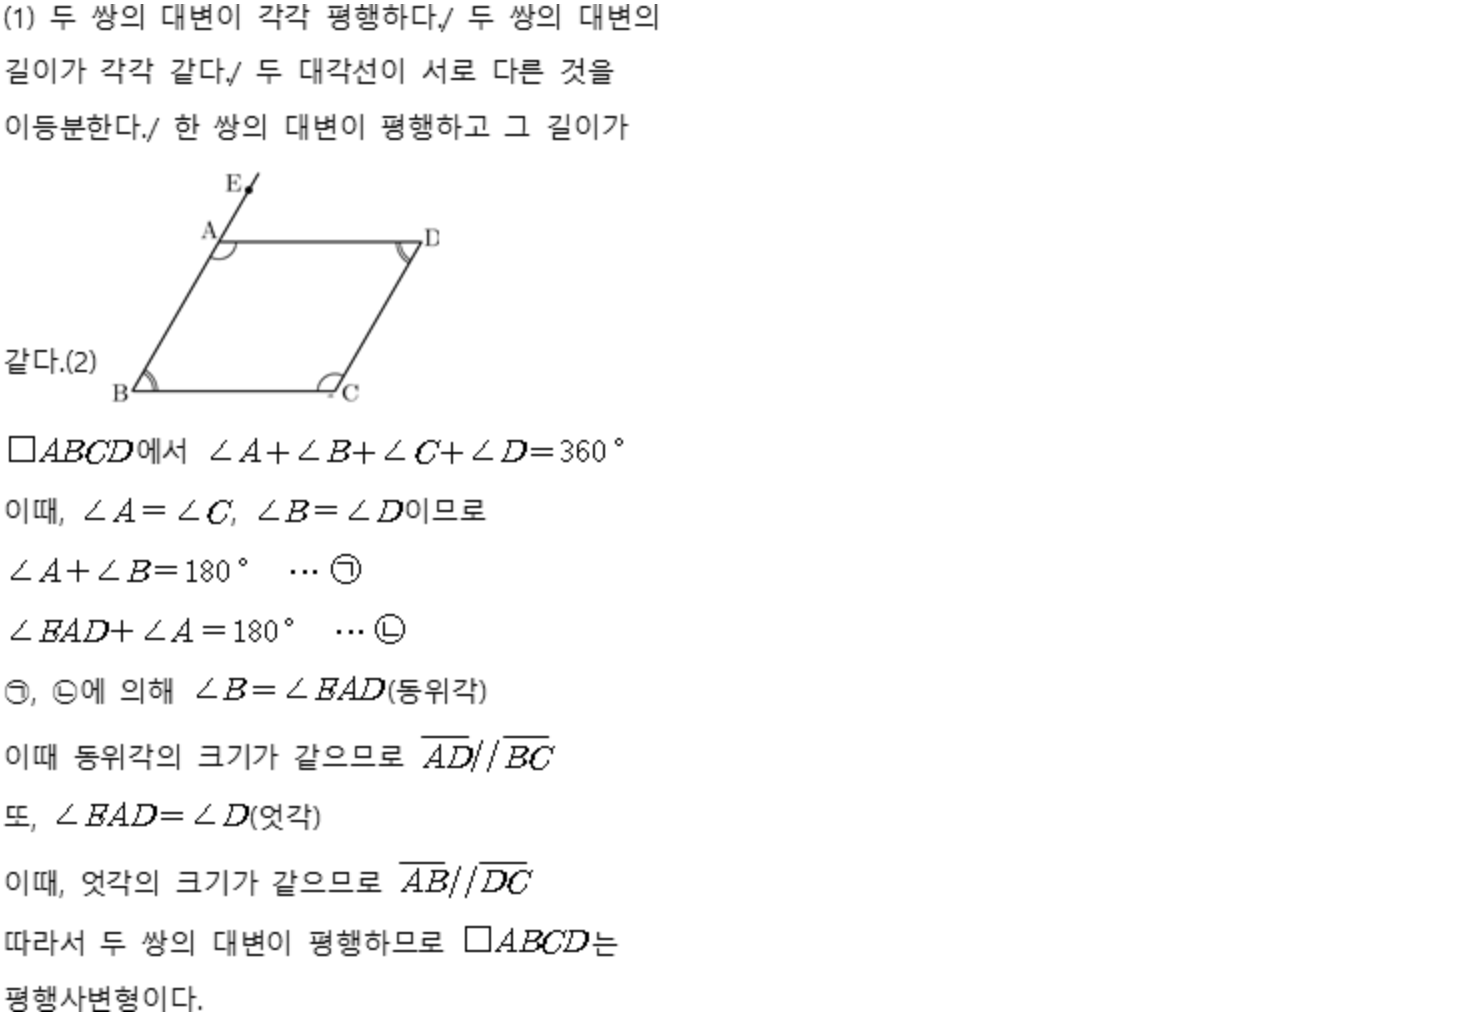 (1) 두 쌍의 대변이 각각 평행하다./ 두 쌍의 대변의
길이가 각각 같다./ 두 대각선이 서로 다른 것을
이등분한다./ 한 쌍의 대변이 평행하고 그 길이가
E
A
D
같다.(2)
B
C
□ABCD에서 ∠A+∠B+∠C+∠D=360°
이때, ∠A=∠C, ∠B=∠D이므로
∠A+∠B=180° ⋯ ㉠
∠EAD+∠A=180° ⋯ ㉡
㉠, ㉡에 의해 ∠B=∠EAD(동위각)
이때 동위각의 크기가 같으므로 \overline{AD}//\overline{BC}
또, ∠EAD=∠D(엇각)
이때, 엇각의 크기가 같으므로 \overline{AB}//\overline{DC}
따라서 두 쌍의 대변이 평행하므로 □ABCD는
평행사변형이다.